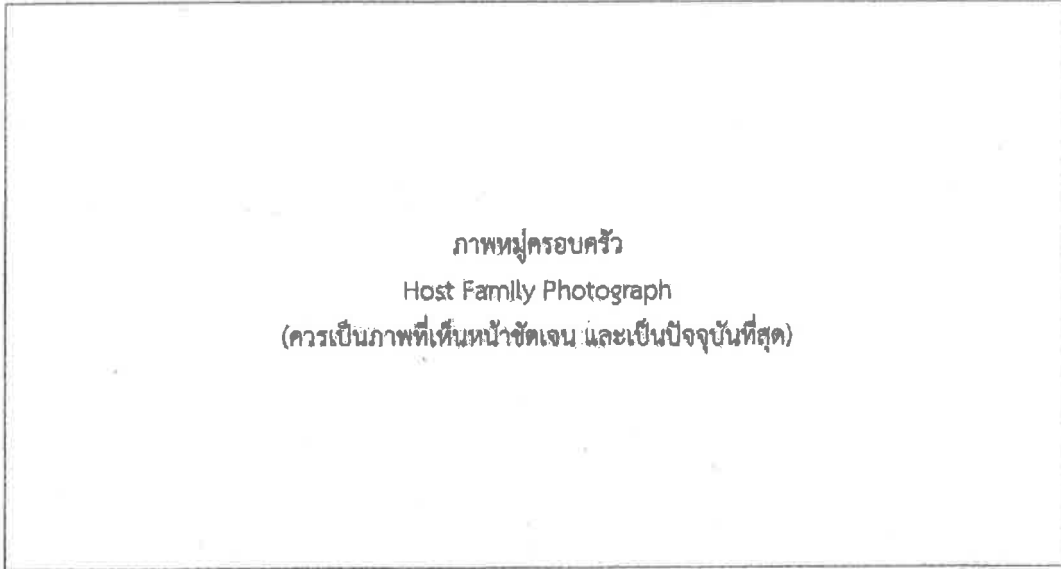 ภาพหมู่ครอบครัว
Host Family Photograph
(ควรเป็นภาพที่เห็นหน้าชัดเจน และเป็นปัจจุบันที่สุด)